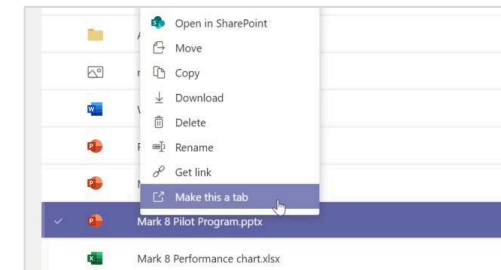 Open in SharePoint
Move
Copy
Download
Delete
Rename
Get link
Make this a tab
Mark 8 Pilot Program.pptx
Mark 8 Performance chart.xlsx